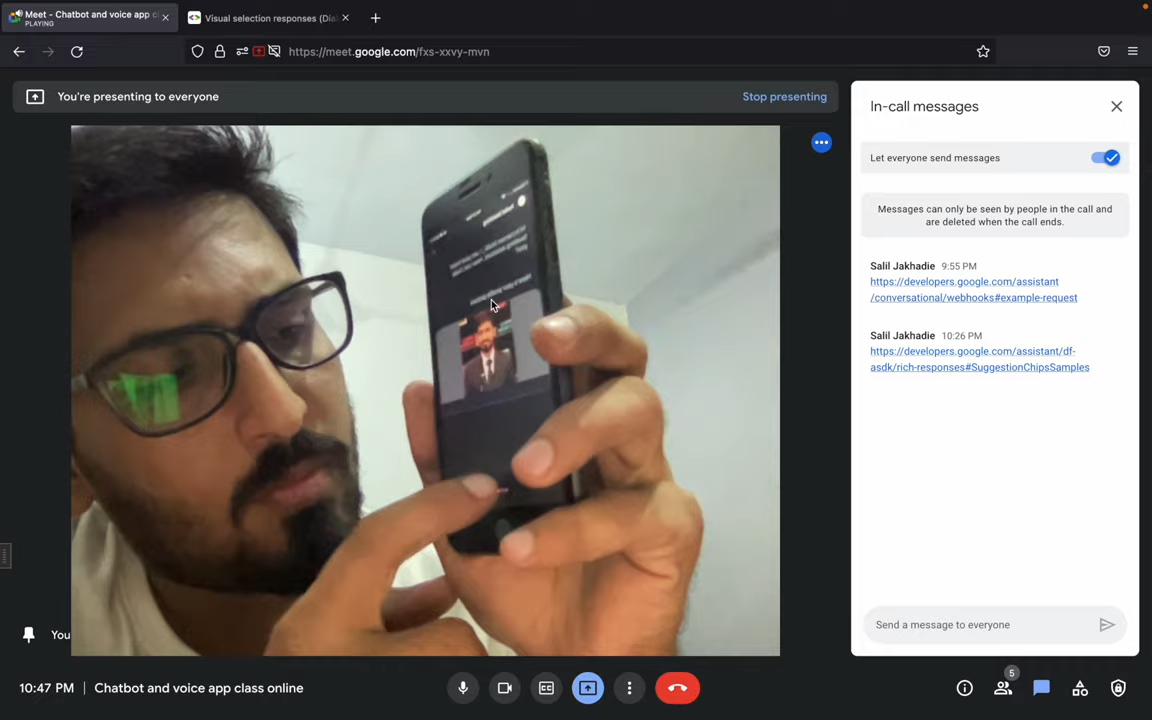 Meet - Chatbot and voice app c
PLAYING
Visual selection responses (Dia
https://meet.google.com/fxs-xxvy-mvn
You're presenting to everyone
Stop presenting
In-call messages
Let everyone send messages
Messages can only be seen by people in the call and
are deleted when the call ends.
Salil Jakhadie 9:55 PM
https://developers.google.com/assistant
/conversational/webhooks#example-request
Salil Jakhadie 10:26 PM
https://developers.google.com/assistant/df-
asdk/rich-responses#SuggestionChipsSamples
You
Send a message to everyone
10:47 PM | Chatbot and voice app class online
5